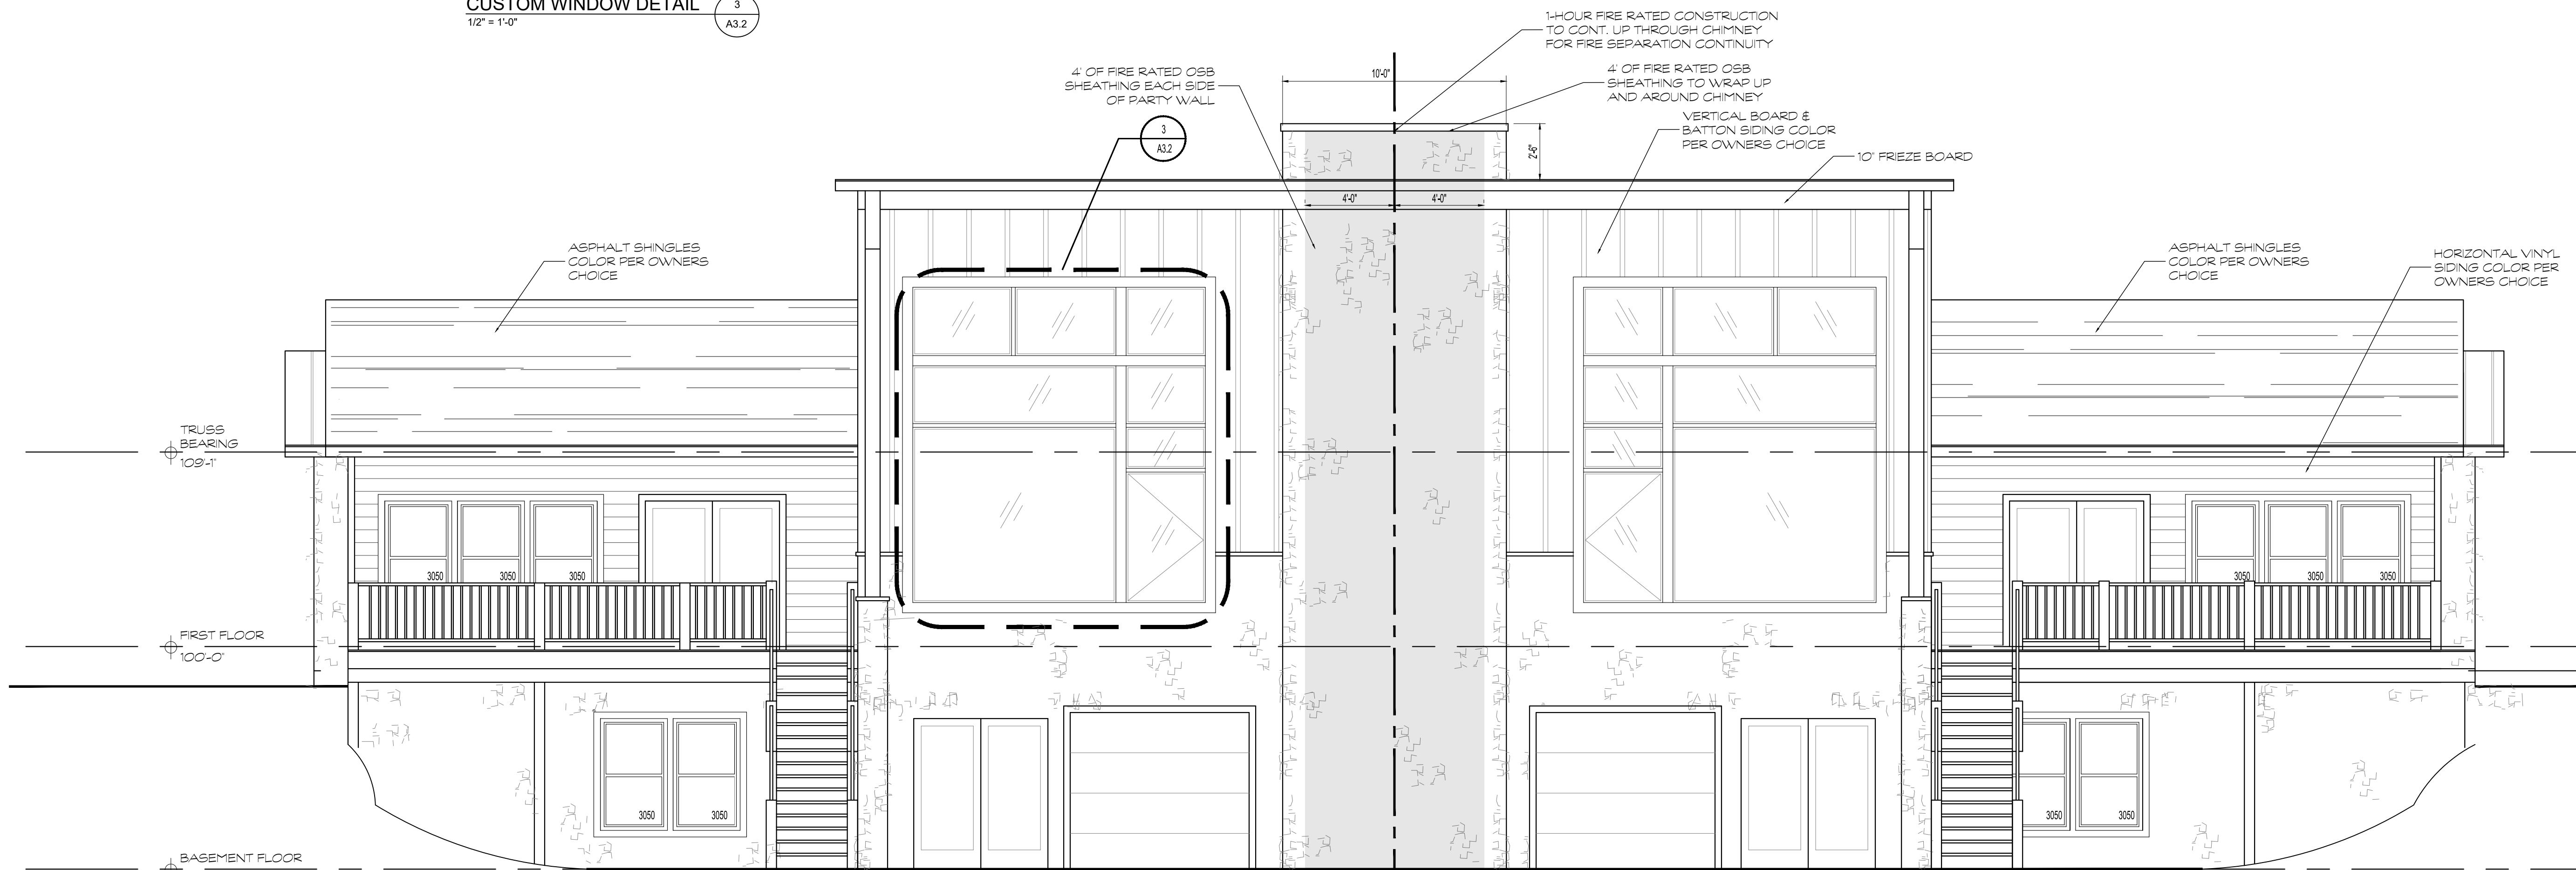 CUSTOM WINDOW DETAIL
1/2" = 1'-0"
3
A3.2
1-HOUR FIRE RATED CONSTRUCTION
TO CONT. UP THROUGH CHIMNEY
FOR FIRE SEPARATION CONTINUITY
4' OF FIRE RATED OSB
SHEATHING EACH SIDE
OF PARTY WALL
10'-0"
4' OF FIRE RATED OSB
SHEATHING TO WRAP UP
AND AROUND CHIMNEY
3
A3.2
VERTICAL BOARD &
BATTON SIDING COLOR
PER OWNERS CHOICE
2'-6"
10" FRIEZE BOARD
4'-0"
4'-0"
ASPHALT SHINGLES
COLOR PER OWNERS
CHOICE
ASPHALT SHINGLES
COLOR PER OWNERS
CHOICE
HORIZONTAL VINYL
SIDING COLOR PER
OWNERS CHOICE
TRUSS
BEARING
109'-1"
3050
3050
3050
3050
3050
3050
FIRST FLOOR
100'-0"
3050
3050
3050
3050
BASEMENT FLOOR